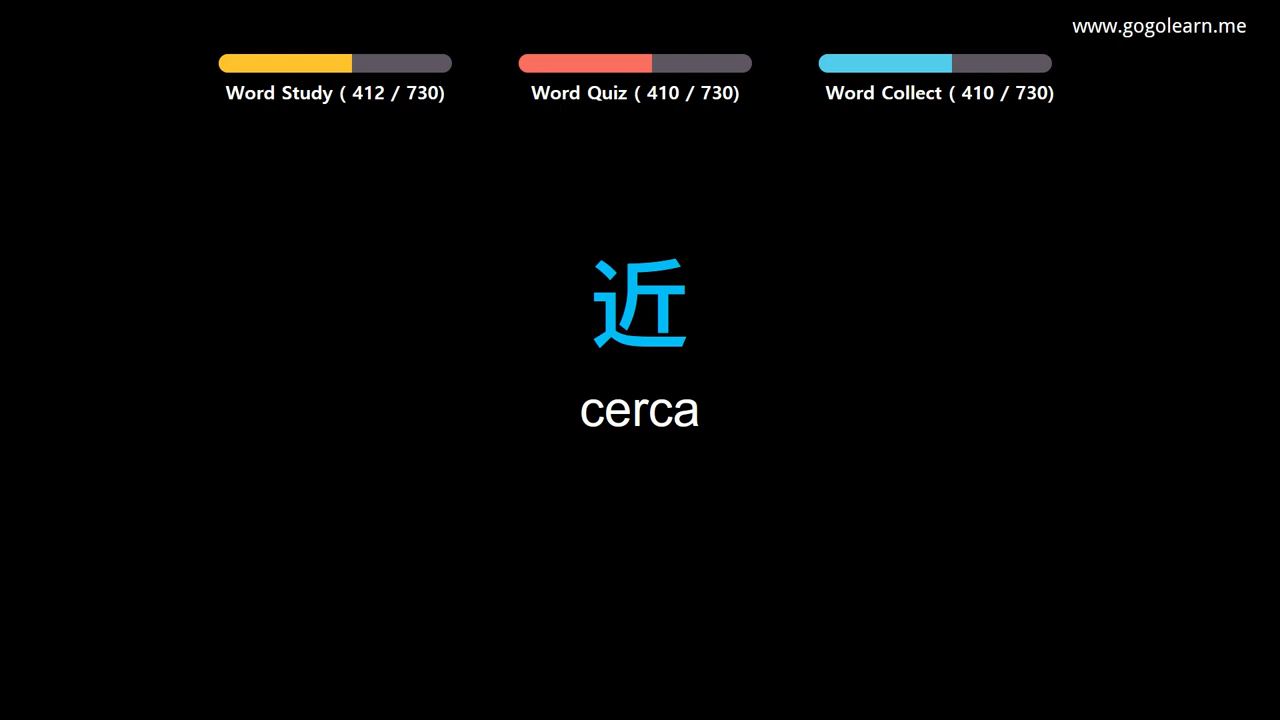 www.gogolearn.me
Word Study ( 412 / 730)
Word Quiz ( 410 / 730)
Word Collect ( 410 / 730)
近
cerca